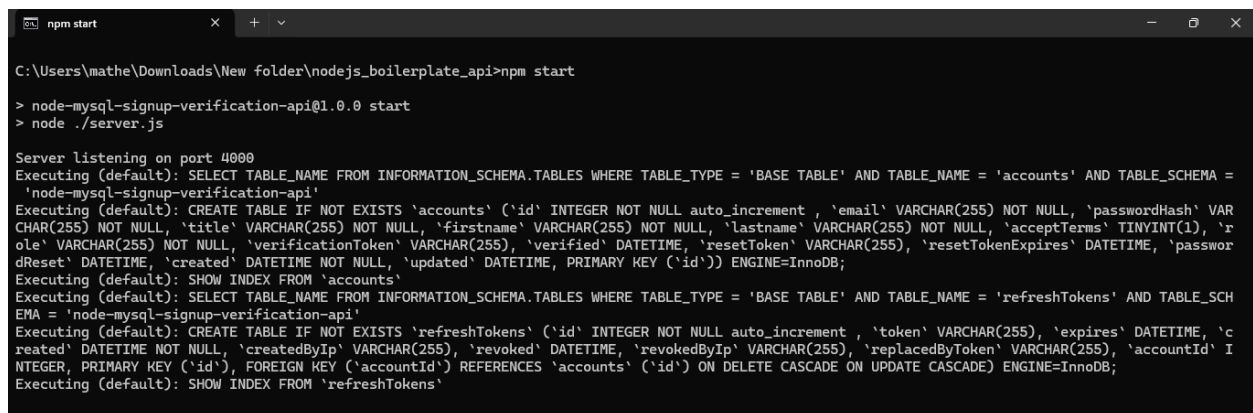 npm start
C:\Users\mathe\Downloads\New folder\nodejs_boilerplate_api>npm start
> node-mysql-signup-verification-api@1.0.0 start
> node ./server.js
Server listening on port 4000
Executing (default): SELECT TABLE_NAME FROM INFORMATION_SCHEMA.TABLES WHERE TABLE_TYPE = 'BASE TABLE' AND TABLE_NAME = 'accounts' AND TABLE_SCHEMA =
 'node-mysql-signup-verification-api'
Executing (default): CREATE TABLE IF NOT EXISTS `accounts` (`id` INTEGER NOT NULL auto_increment , `email` VARCHAR(255) NOT NULL, `passwordHash` VAR
CHAR(255) NOT NULL, `title` VARCHAR(255) NOT NULL, `firstname` VARCHAR(255) NOT NULL, `lastname` VARCHAR(255) NOT NULL, `acceptTerms` TINYINT(1), `r
ole` VARCHAR(255) NOT NULL, `verificationToken` VARCHAR(255), `verified` DATETIME, `resetToken` VARCHAR(255), `resetTokenExpires` DATETIME, `passwor
dReset` DATETIME, `created` DATETIME NOT NULL, `updated` DATETIME, PRIMARY KEY (`id`)) ENGINE=InnoDB;
Executing (default): SHOW INDEX FROM `accounts`
Executing (default): SELECT TABLE_NAME FROM INFORMATION_SCHEMA.TABLES WHERE TABLE_TYPE = 'BASE TABLE' AND TABLE_NAME = 'refreshTokens' AND TABLE_SCH
EMA = 'node-mysql-signup-verification-api'
Executing (default): CREATE TABLE IF NOT EXISTS `refreshTokens` (`id` INTEGER NOT NULL auto_increment , `token` VARCHAR(255), `expires` DATETIME, `c
reated` DATETIME NOT NULL, `createdByIp` VARCHAR(255), `revoked` DATETIME, `revokedByIp` VARCHAR(255), `replacedByToken` VARCHAR(255), `accountId` I
NTEGER, PRIMARY KEY (`id`), FOREIGN KEY (`accountId`) REFERENCES `accounts` (`id`) ON DELETE CASCADE ON UPDATE CASCADE) ENGINE=InnoDB;
Executing (default): SHOW INDEX FROM `refreshTokens`